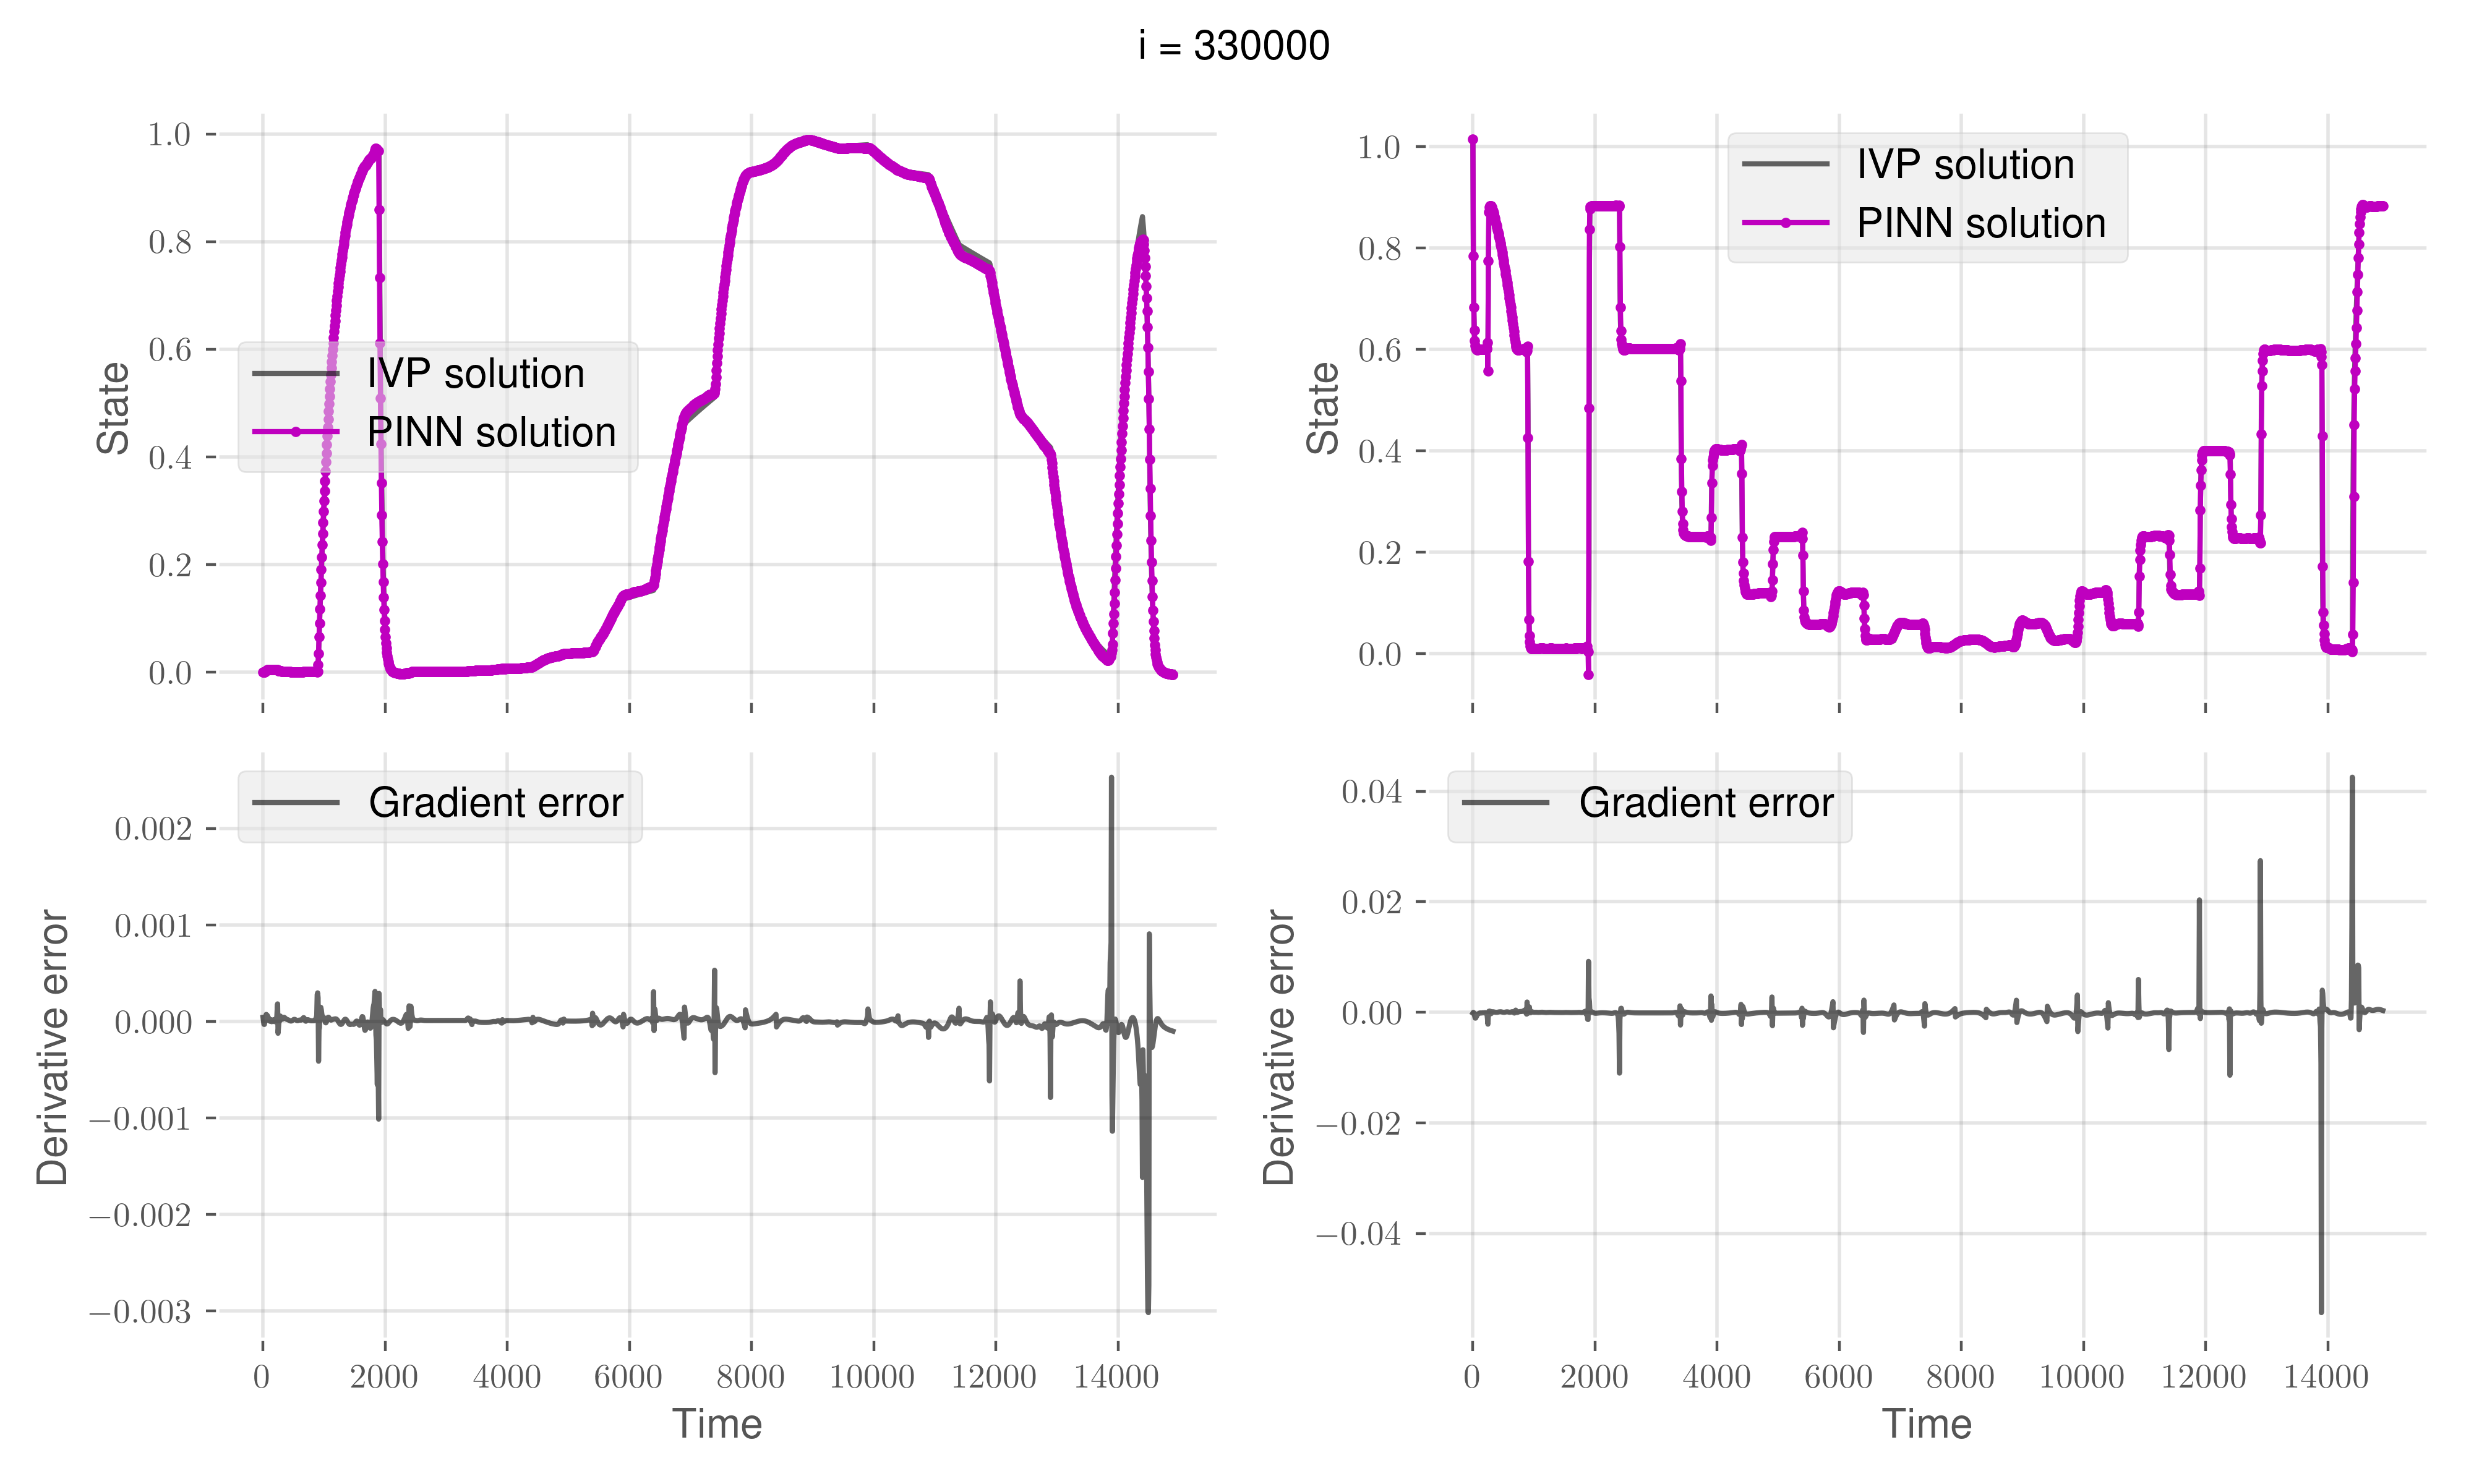 i = 330000
State
1.0
0.8
0.6
0.4
0.2
0.0
IVP solution
PINN solution
State
1.0
0.8
0.6
0.4
0.2
0.0
IVP solution
PINN solution
Derivative error
0.002
0.001
0.000
−0.001
−0.002
−0.003
Gradient error
0 2000 4000 6000 8000 10000 12000 14000
Time
Derivative error
0.04
0.02
0.00
−0.02
−0.04
Gradient error
0 2000 4000 6000 8000 10000 12000 14000
Time